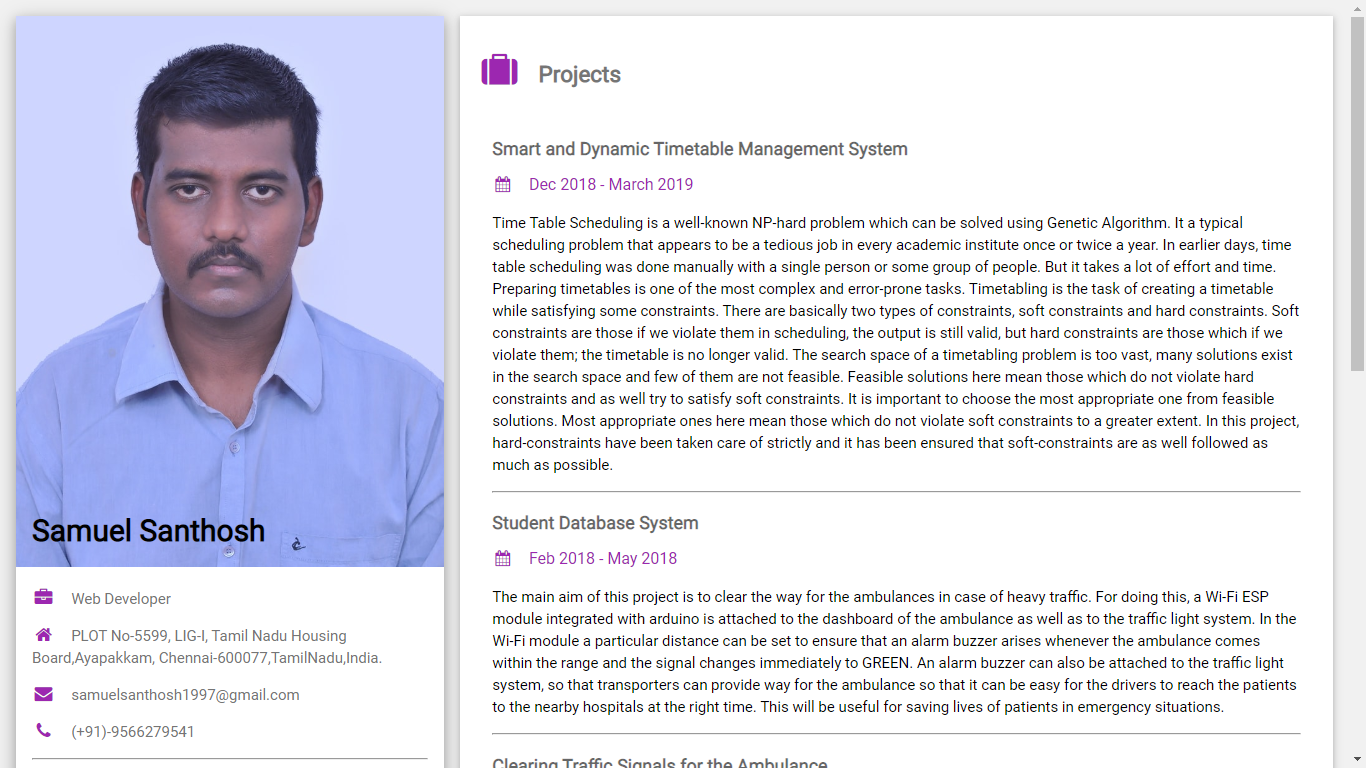 Samuel Santhosh
Web Developer
PLOT No-5599, LIG-I, Tamil Nadu Housing
Board,Ayapakkam, Chennai-600077,TamilNadu,India.
samuelsanthosh1997@gmail.com
(+91)-9566279541
Projects
Smart and Dynamic Timetable Management System
Dec 2018 - March 2019
Time Table Scheduling is a well-known NP-hard problem which can be solved using Genetic Algorithm. It a typical
scheduling problem that appears to be a tedious job in every academic institute once or twice a year. In earlier days, time
table scheduling was done manually with a single person or some group of people. But it takes a lot of effort and time.
Preparing timetables is one of the most complex and error-prone tasks. Timetabling is the task of creating a timetable
while satisfying some constraints. There are basically two types of constraints, soft constraints and hard constraints. Soft
constraints are those if we violate them in scheduling, the output is still valid, but hard constraints are those which if we
violate them; the timetable is no longer valid. The search space of a timetabling problem is too vast, many solutions exist
in the search space and few of them are not feasible. Feasible solutions here mean those which do not violate hard
constraints and as well try to satisfy soft constraints. It is important to choose the most appropriate one from feasible
solutions. Most appropriate ones here mean those which do not violate soft constraints to a greater extent. In this project,
hard-constraints have been taken care of strictly and it has been ensured that soft-constraints are as well followed as
much as possible.
Student Database System
Feb 2018 - May 2018
The main aim of this project is to clear the way for the ambulances in case of heavy traffic. For doing this, a Wi-Fi ESP
module integrated with arduino is attached to the dashboard of the ambulance as well as to the traffic light system. In the
Wi-Fi module a particular distance can be set to ensure that an alarm buzzer arises whenever the ambulance comes
within the range and the signal changes immediately to GREEN. An alarm buzzer can also be attached to the traffic light
system, so that transporters can provide way for the ambulance so that it can be easy for the drivers to reach the patients
to the nearby hospitals at the right time. This will be useful for saving lives of patients in emergency situations.
Clearing Traffic Signals for the Ambulance